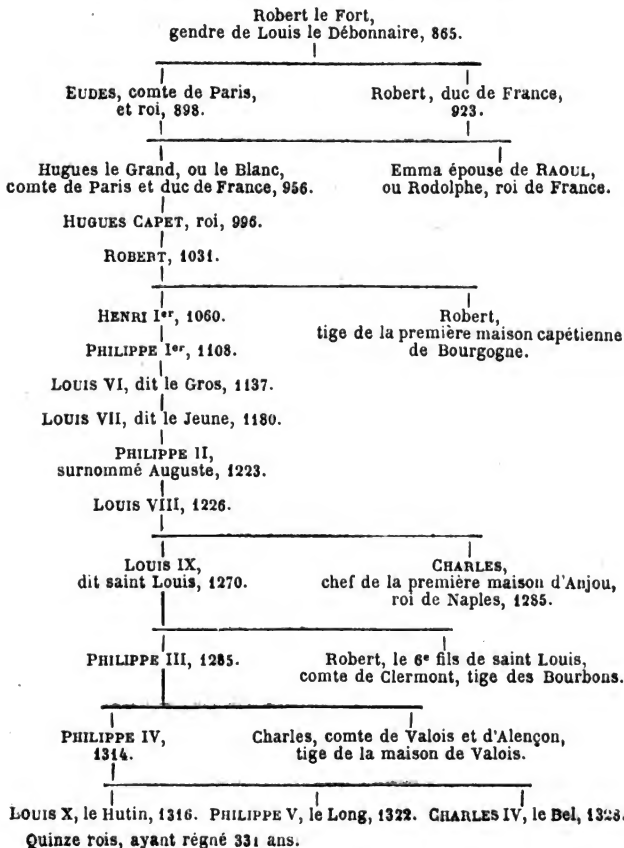 Robert le Fort,
gendre de Louis le Débonnaire, 865.
EUDES, comte de Paris,
et roi, 898.
Robert, duc de France,
923.
Hugues le Grand, ou le Blanc,
comte de Paris et duc de France, 956.
Emma épouse de RAOUL,
ou Rodolphe, roi de France.
HUGUES CAPET, roi, 996.
ROBERT, 1031.
HENRI Ier, 1060.
Robert,
tige de la première maison capétienne
de Bourgogne.
PHILIPPE Ier, 1108.
LOUIS VI, dit le Gros, 1137.
LOUIS VII, dit le Jeune, 1180.
PHILIPPE II,
surnommé Auguste, 1223.
LOUIS VIII, 1226.
LOUIS IX,
dit saint Louis, 1270.
CHARLES,
chef de la première maison d'Anjou,
roi de Naples, 1285.
PHILIPPE III, 1285.
Robert, le 6e fils de saint Louis,
comte de Clermont, tige des Bourbons.
PHILIPPE IV,
1314.
Charles, comte de Valois et d'Alençon,
tige de la maison de Valois.
LOUIS X, le Hutin, 1316. PHILIPPE V, le Long, 1322. CHARLES IV, le Bel, 1328.
Quinze rois, ayant régné 331 ans.